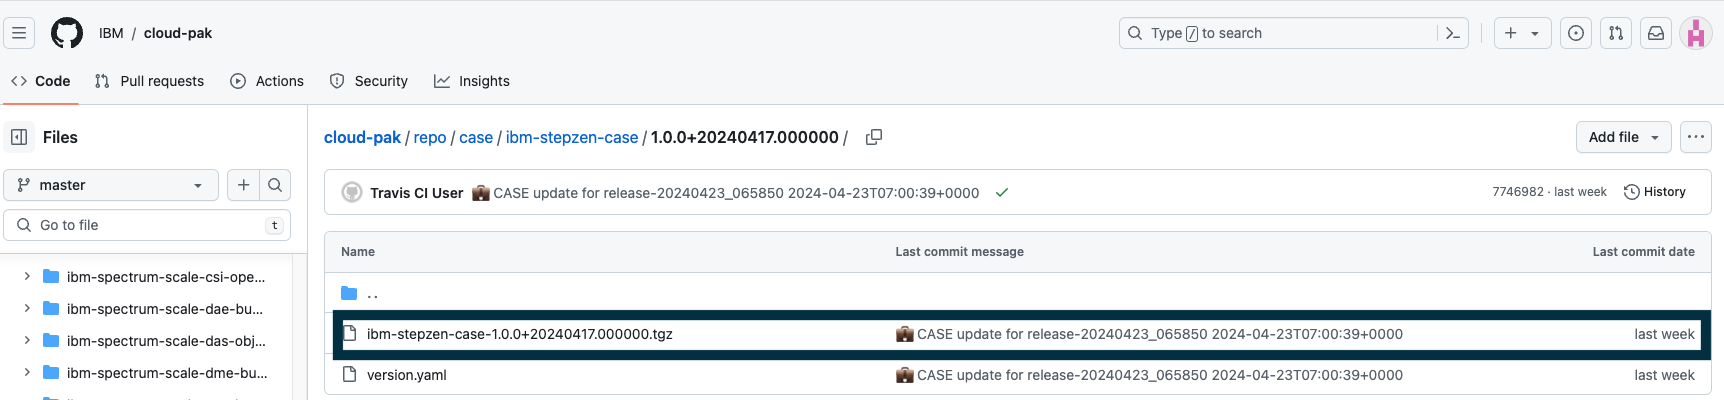 IBM / cloud-pak
Type / to search
Code Pull requests Actions Security Insights
Files
master
Go to file t
ibm-spectrum-scale-csi-ope...
ibm-spectrum-scale-dae-bu...
ibm-spectrum-scale-das-obj...
ibm-spectrum-scale-dme-bu...
cloud-pak / repo / case / ibm-stepzen-case / 1.0.0+20240417.000000 /
Add file
Travis CI User CASE update for release-20240423_065850 2024-04-23T07:00:39+0000 7746982 · last week History
Name Last commit message Last commit date
..
ibm-stepzen-case-1.0.0+20240417.000000.tgz CASE update for release-20240423_065850 2024-04-23T07:00:39+0000 last week
version.yaml CASE update for release-20240423_065850 2024-04-23T07:00:39+0000 last week